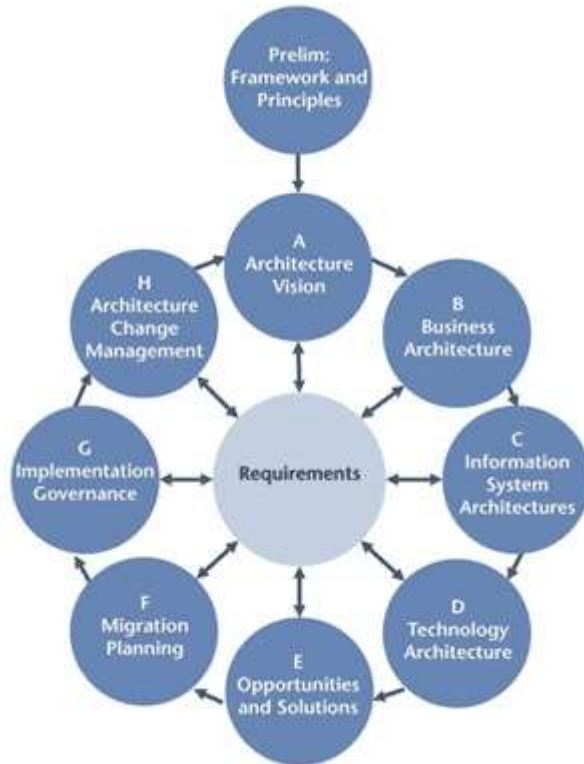 Prelim:
Framework and
Principles
A
Architecture
Vision
B
Business
Architecture
C
Information
System
Architectures
D
Technology
Architecture
E
Opportunities
and Solutions
F
Migration
Planning
G
Implementation
Governance
H
Architecture
Change
Management
Requirements